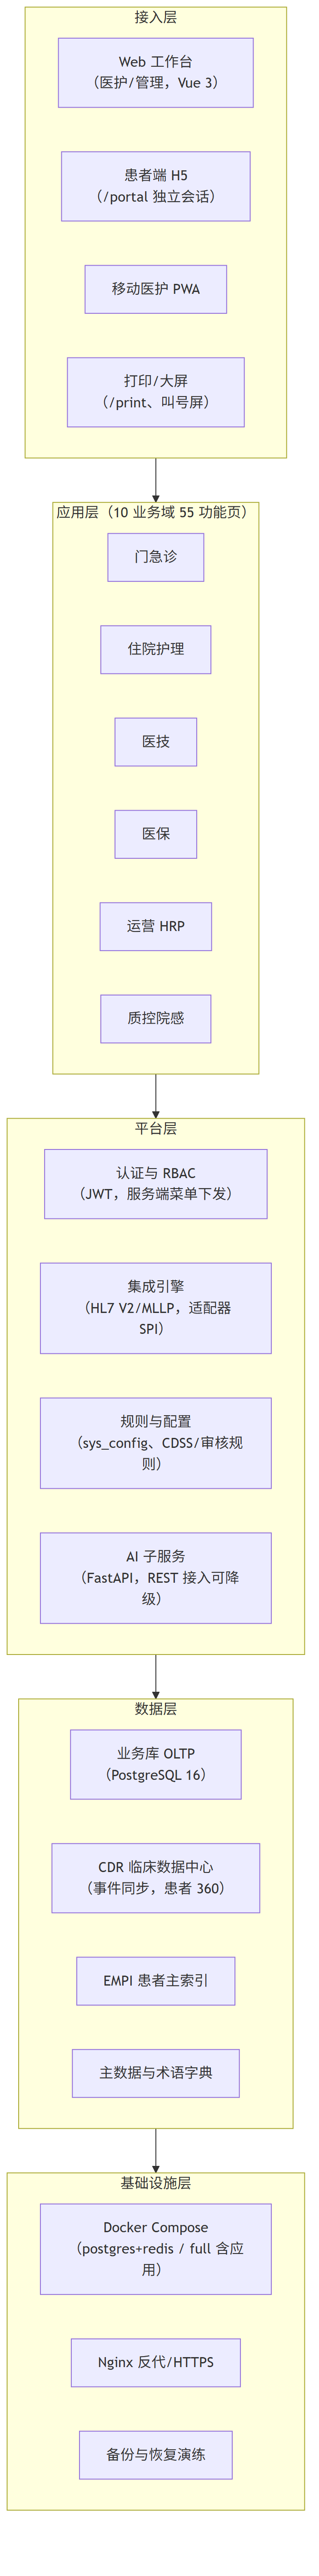 接入层
Web 工作台
（医护/管理，Vue 3）
患者端 H5
（/portal 独立会话）
移动医护 PWA
打印/大屏
（/print、叫号屏）
应用层（10 业务域 55 功能页）
门急诊
住院护理
医技
医保
运营 HRP
质控院感
平台层
认证与 RBAC
（JWT，服务端菜单下发）
集成引擎
（HL7 V2/MLLP，适配器
SPI）
规则与配置
（sys_config、CDSS/审核规
则）
AI 子服务
（FastAPI，REST 接入可降
级）
数据层
业务库 OLTP
（PostgreSQL 16）
CDR 临床数据中心
（事件同步，患者 360）
EMPI 患者主索引
主数据与术语字典
基础设施层
Docker Compose
（postgres+redis / full 含应
用）
Nginx 反代/HTTPS
备份与恢复演练